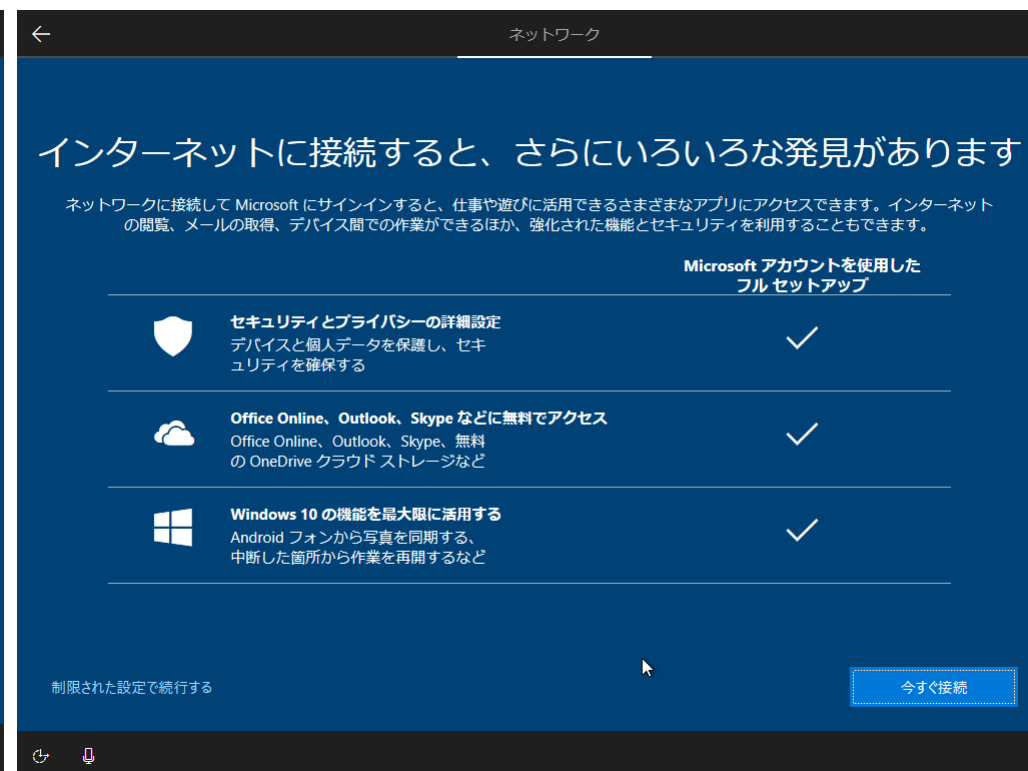 ネットワーク
インターネットに接続すると、さらにいろいろな発見があります
ネットワークに接続して Microsoft にサインインすると、仕事や遊びに活用できるさまざまなアプリにアクセスできます。インターネット
の閲覧、メールの取得、デバイス間での作業ができるほか、強化された機能とセキュリティを利用することもできます。
Microsoft アカウントを使用した
フル セットアップ
セキュリティとプライバシーの詳細設定
デバイスと個人データを保護し、セキ
ュリティを確保する
Office Online、Outlook、Skype などに無料でアクセス
Office Online、Outlook、Skype、無料
の OneDrive クラウド ストレージなど
Windows 10 の機能を最大限に活用する
Android フォンから写真を同期する、
中断した箇所から作業を再開するなど
制限された設定で続行する
今すぐ接続